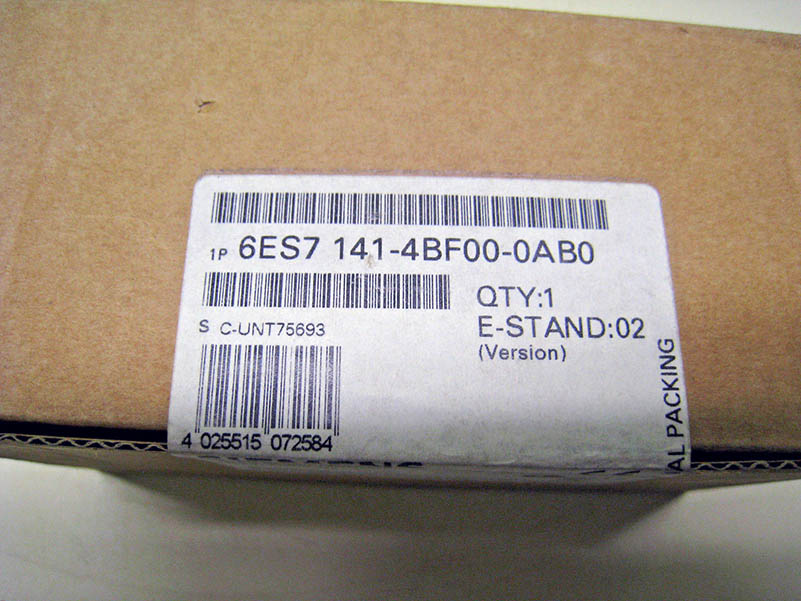 1P 6ES7 141-4BF00-0AB0
QTY:1
S C-UNT75693
E-STAND:02
(Version)
4 025515 072584
AL PACKING